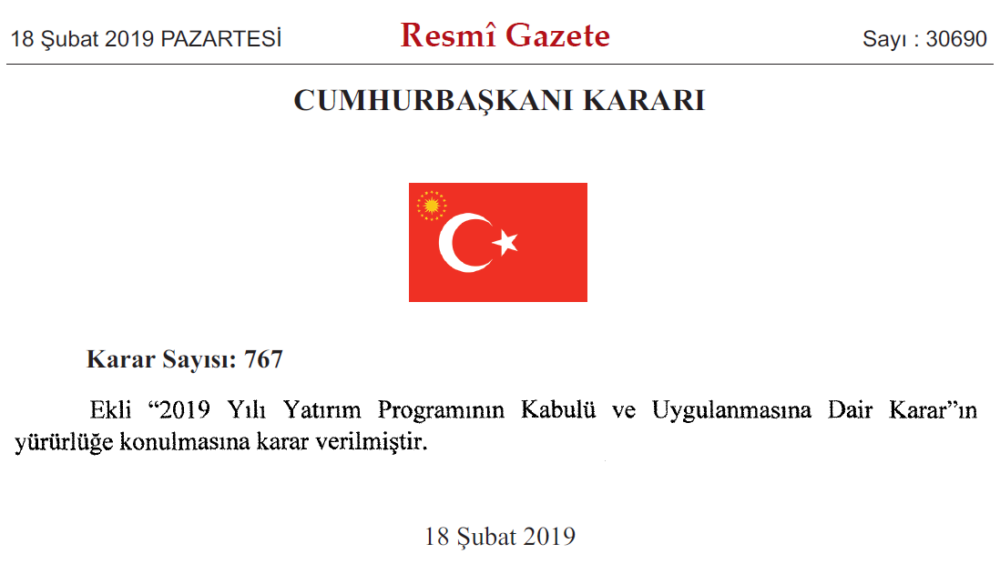 18 Şubat 2019 PAZARTESİ
Resmî Gazete
Sayı : 30690
CUMHURBAŞKANI KARARI
Karar Sayısı: 767
Ekli “2019 Yılı Yatırım Programının Kabulü ve Uygulanmasına Dair Karar”ın
yürürlüğe konulmasına karar verilmiştir.
18 Şubat 2019